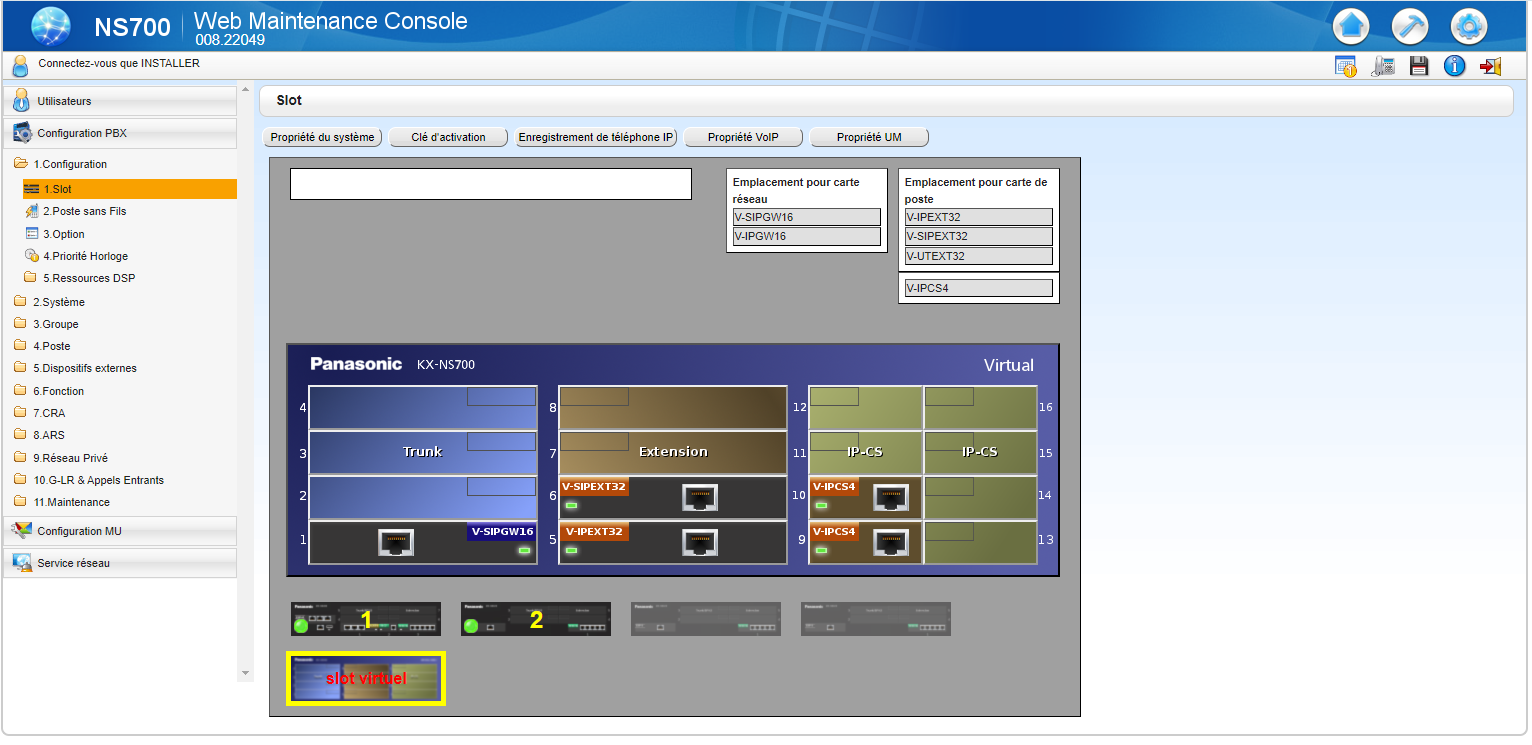 NS700
Web Maintenance Console
008.22049
Connectez-vous que INSTALLER
Utilisateurs
Configuration PBX
1.Configuration
1.Slot
2.Poste sans Fils
3.Option
4.Priorité Horloge
5.Ressources DSP
2.Système
3.Groupe
4.Poste
5.Dispositifs externes
6.Fonction
7.CRA
8.ARS
9.Réseau Privé
10.G-LR & Appels Entrants
11.Maintenance
Configuration MU
Service réseau
Slot
Propriété du système
Clé d'activation
Enregistrement de téléphone IP
Propriété VoIP
Propriété UM
Emplacement pour carte
réseau
V-SIPGW16
V-IPGW16
Emplacement pour carte de
poste
V-IPEXT32
V-SIPEXT32
V-UTEXT32
V-IPCS4
Panasonic KX-NS700 Virtual
4 8 12 16
3 Trunk 7 Extension 11 IP-CS IP-CS 15
2 6 V-SIPEXT32 10 V-IPCS4 14
1 V-SIPGW16 5 V-IPEXT32 9 V-IPCS4 13
1 2
slot virtuel